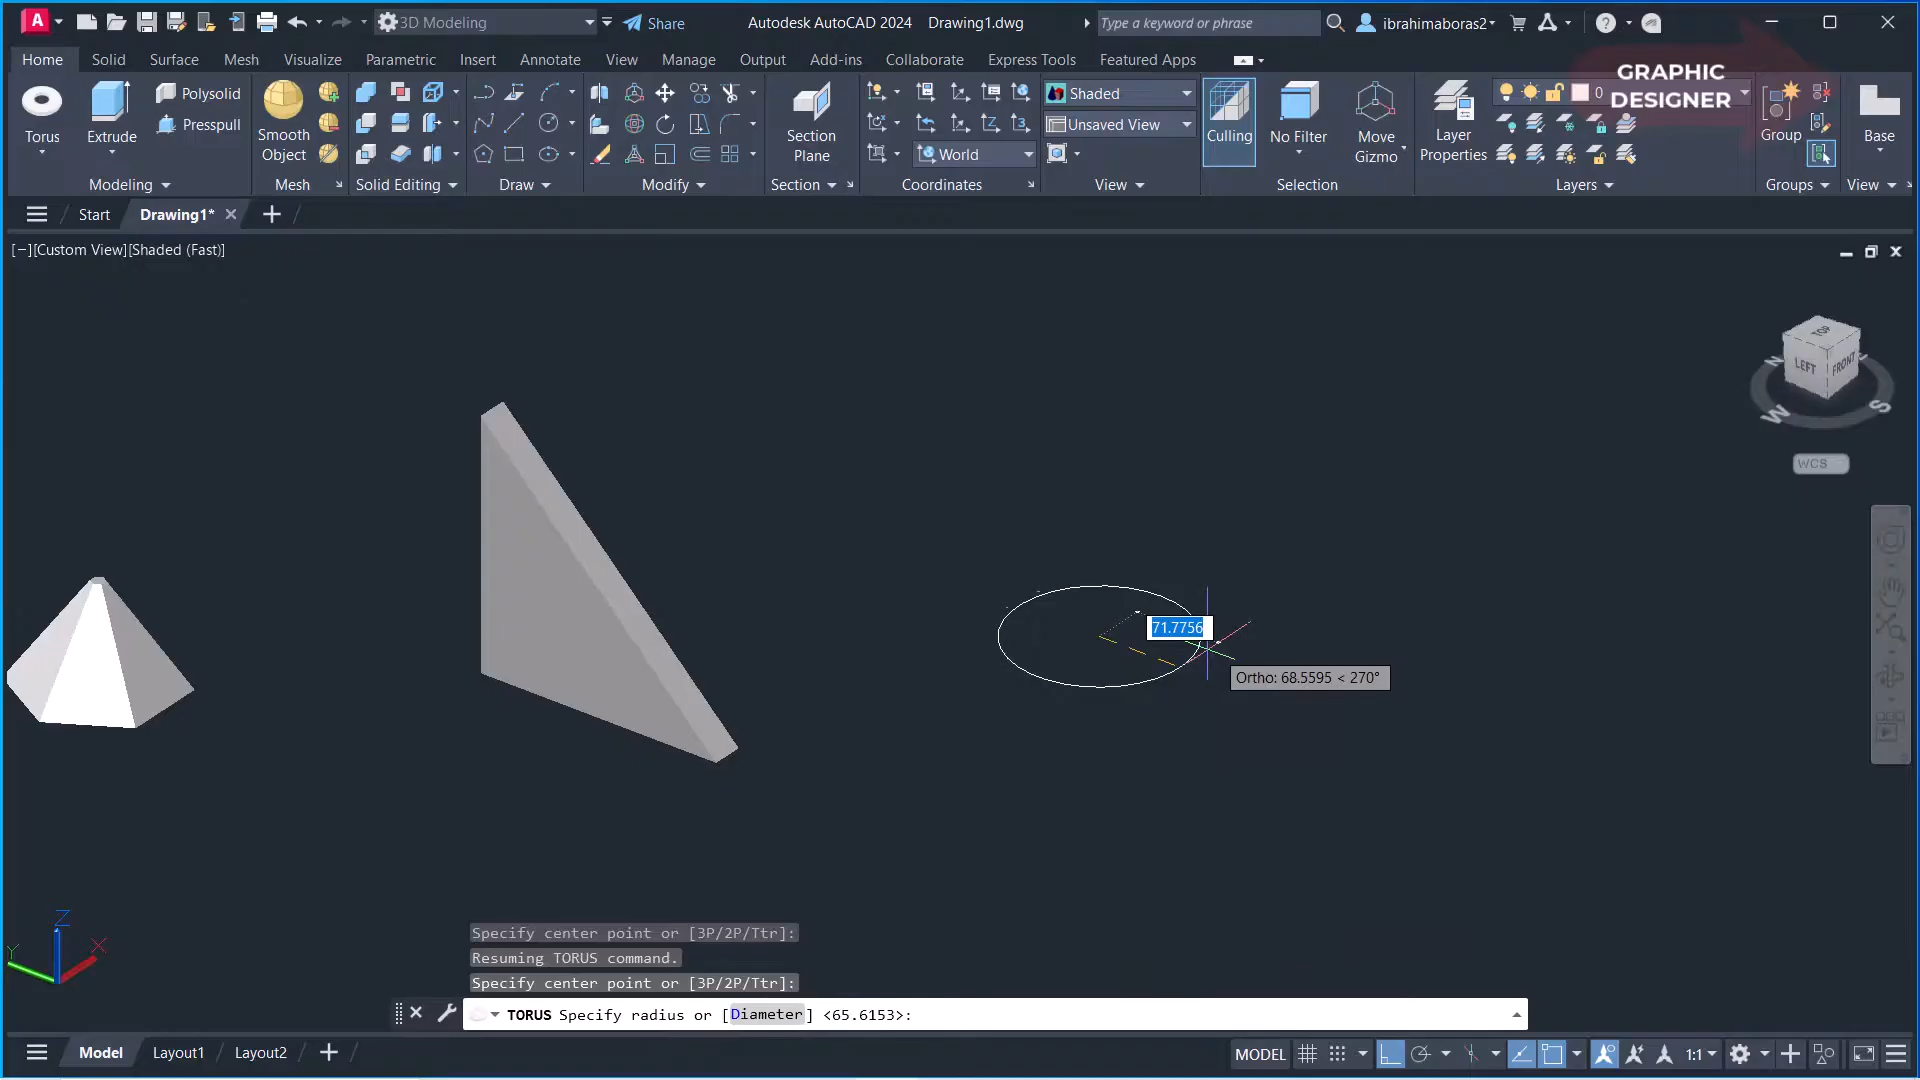 A
3D Modeling
Share
Autodesk AutoCAD 2024 Drawing1.dwg
Type a keyword or phrase
ibrahimaboras2
Home Solid Surface Mesh Visualize Parametric Insert Annotate View Manage Output Add-ins Collaborate Express Tools Featured Apps
GRAPHIC
DESIGNER
Torus
Extrude
Polysolid
Presspull
Smooth
Object
Section
Plane
Shaded
Unsaved View
World
Culling
No Filter
Move
Gizmo
Layer
Properties
0
Group
Base
Modeling Mesh Solid Editing Draw Modify Section Coordinates View Selection Layers Groups View
Start Drawing1*
[−][Custom View][Shaded (Fast)]
TOP
LEFT FRONT
N
W S
WCS
71.7756
Ortho: 68.5595 < 270°
Z
Y X
Specify center point or [3P/2P/Ttr]:
Resuming TORUS command.
Specify center point or [3P/2P/Ttr]:
TORUS Specify radius or [Diameter] <65.6153>:
Model Layout1 Layout2
MODEL 1:1